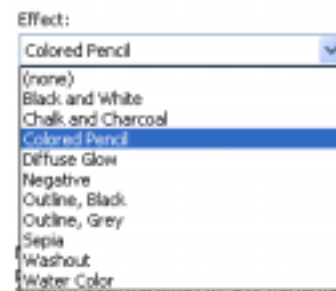 Effect:
Colored Pencil
(none)
Black and White
Chalk and Charcoal
Colored Pencil
Diffuse Glow
Negative
Outline, Black
Outline, Grey
Sepia
Washout
Water Color